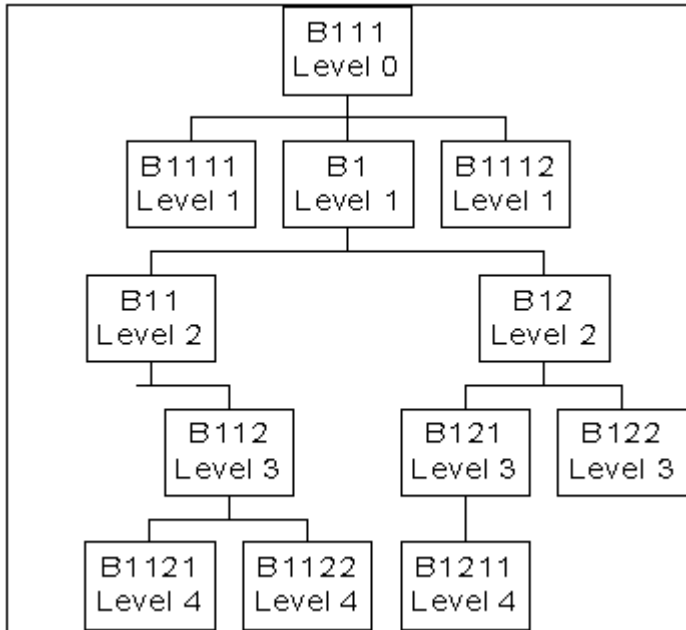 B111
Level 0
B1111
Level 1
B1
Level 1
B1112
Level 1
B11
Level 2
B12
Level 2
B112
Level 3
B121
Level 3
B122
Level 3
B1121
Level 4
B1122
Level 4
B1211
Level 4